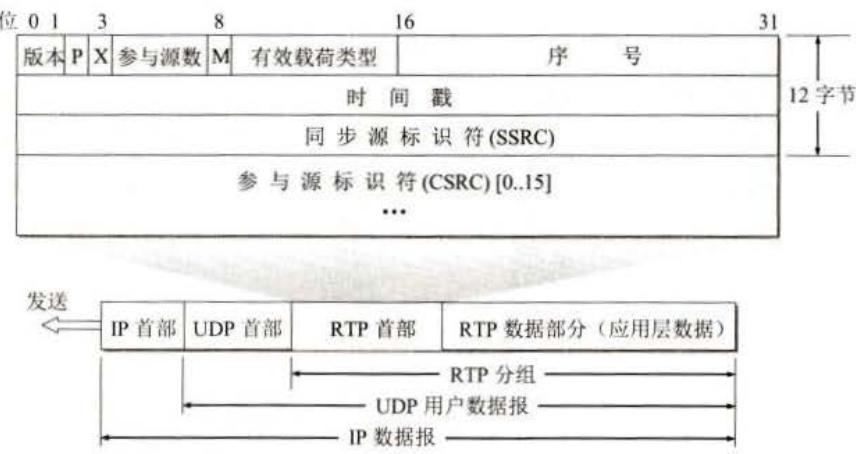 位 0 1 3 8 16 31
版本 P X 参与源数 M 有效载荷类型 序 号
时 间 戳
12 字节
同 步 源 标 识 符 (SSRC)
参 与 源 标 识 符 (CSRC) [0..15]
•••
发送
IP 首部 UDP 首部 RTP 首部 RTP 数据部分（应用层数据）
RTP 分组
UDP 用户数据报
IP 数据报